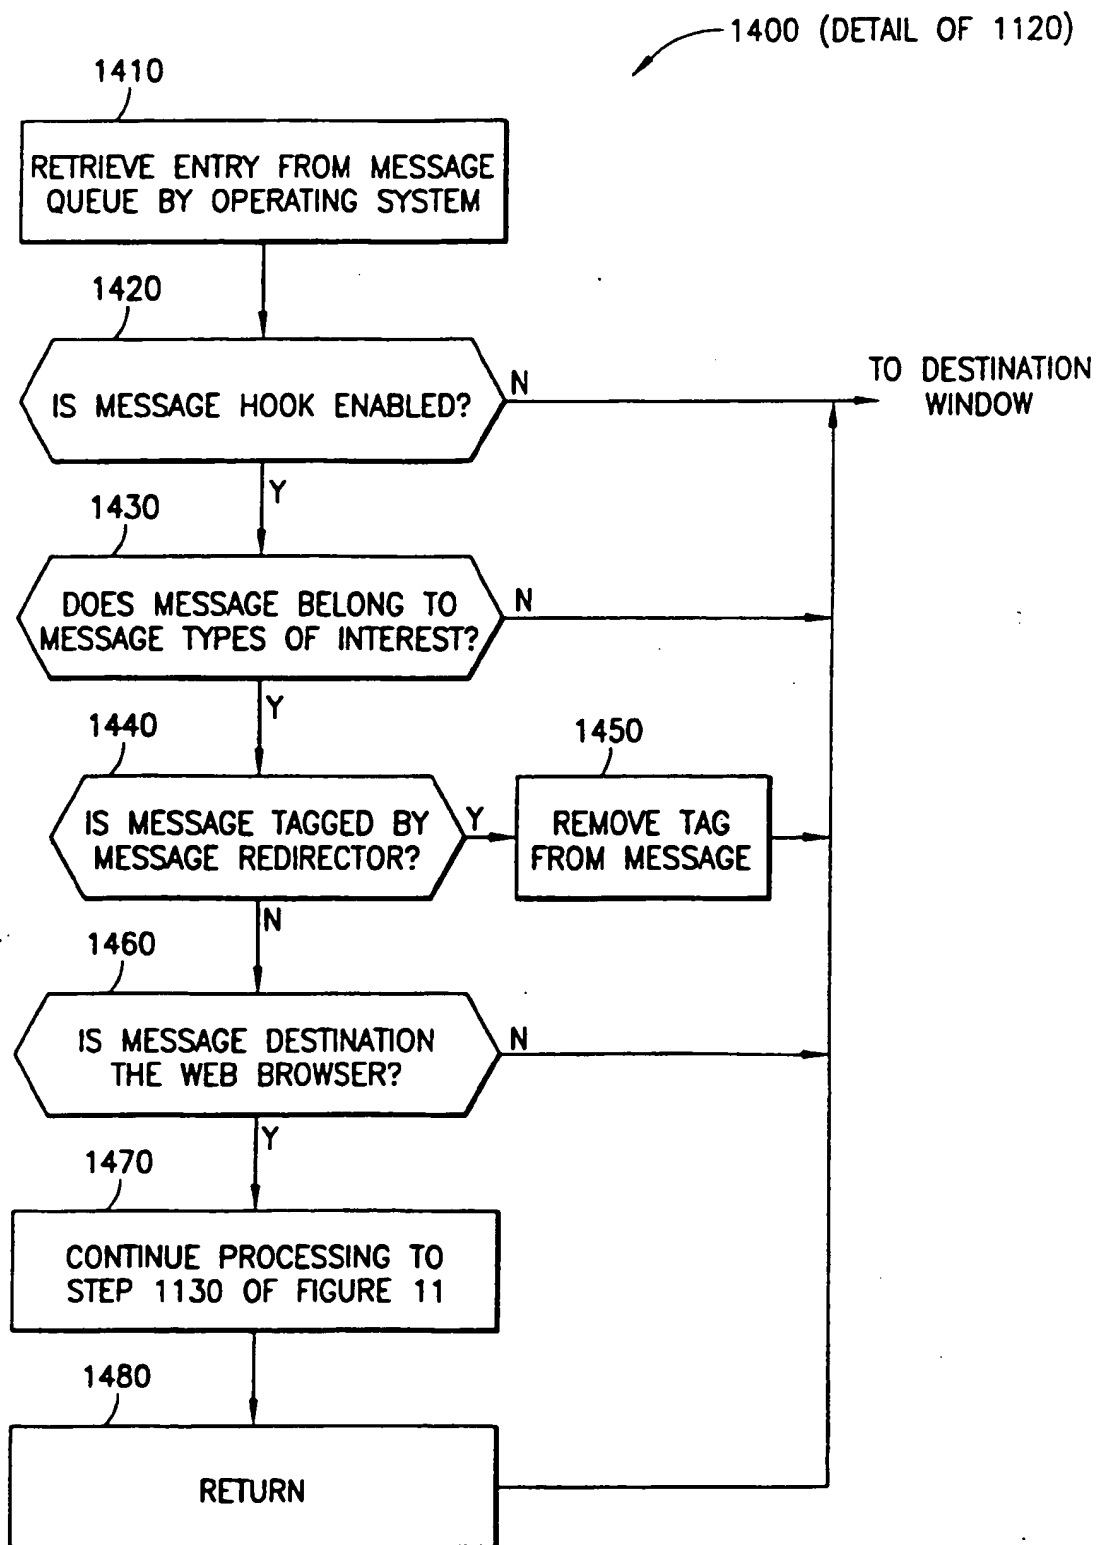 1400 (DETAIL OF 1120)
1410
RETRIEVE ENTRY FROM MESSAGE
QUEUE BY OPERATING SYSTEM
1420
IS MESSAGE HOOK ENABLED?
N
TO DESTINATION
WINDOW
Y
1430
DOES MESSAGE BELONG TO
MESSAGE TYPES OF INTEREST?
N
Y
1440
IS MESSAGE TAGGED BY
MESSAGE REDIRECTOR?
Y
1450
REMOVE TAG
FROM MESSAGE
N
1460
IS MESSAGE DESTINATION
THE WEB BROWSER?
N
Y
1470
CONTINUE PROCESSING TO
STEP 1130 OF FIGURE 11
1480
RETURN